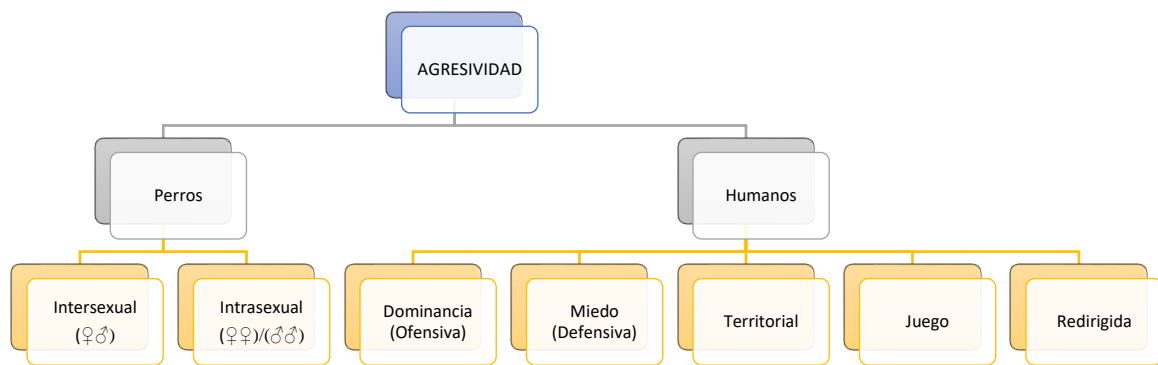 AGRESIVIDAD
Perros
Humanos
Intersexual
(♀♂)
Intrasexual
(♀♀)/(♂♂)
Dominancia
(Ofensiva)
Miedo
(Defensiva)
Territorial
Juego
Redirigida